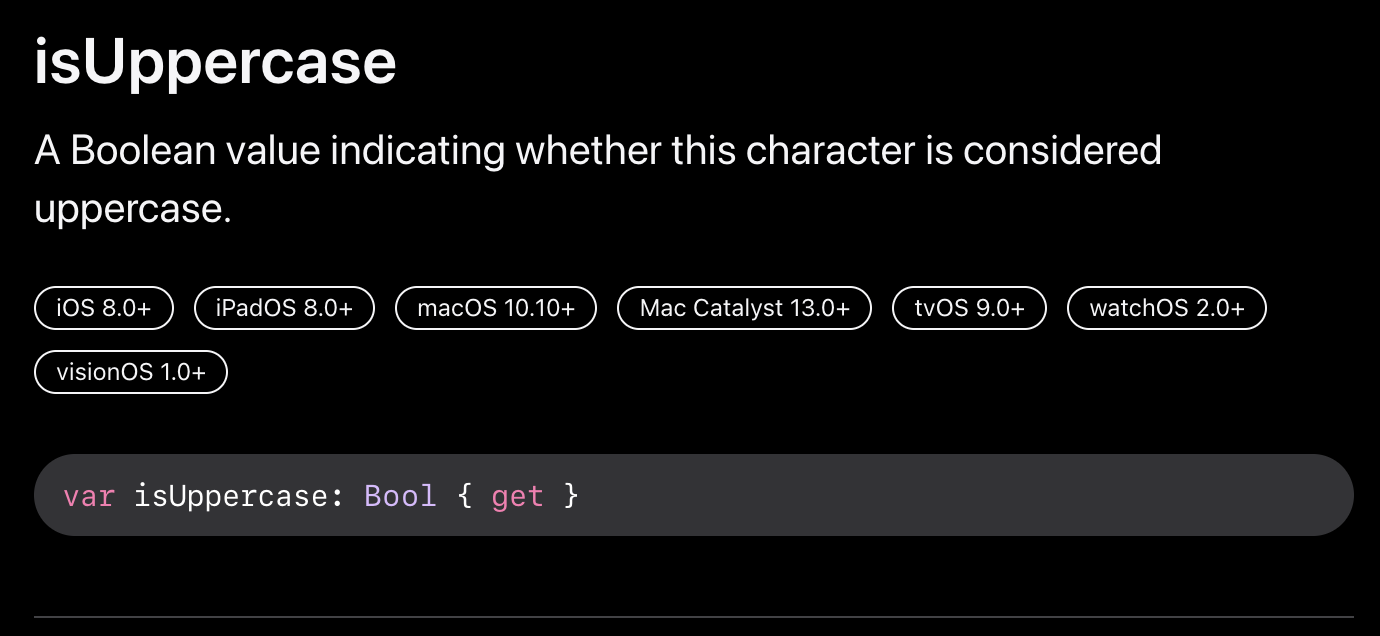 isUppercase
A Boolean value indicating whether this character is considered
uppercase.
iOS 8.0+ iPadOS 8.0+ macOS 10.10+ Mac Catalyst 13.0+ tvOS 9.0+ watchOS 2.0+
visionOS 1.0+
var isUppercase: Bool { get }